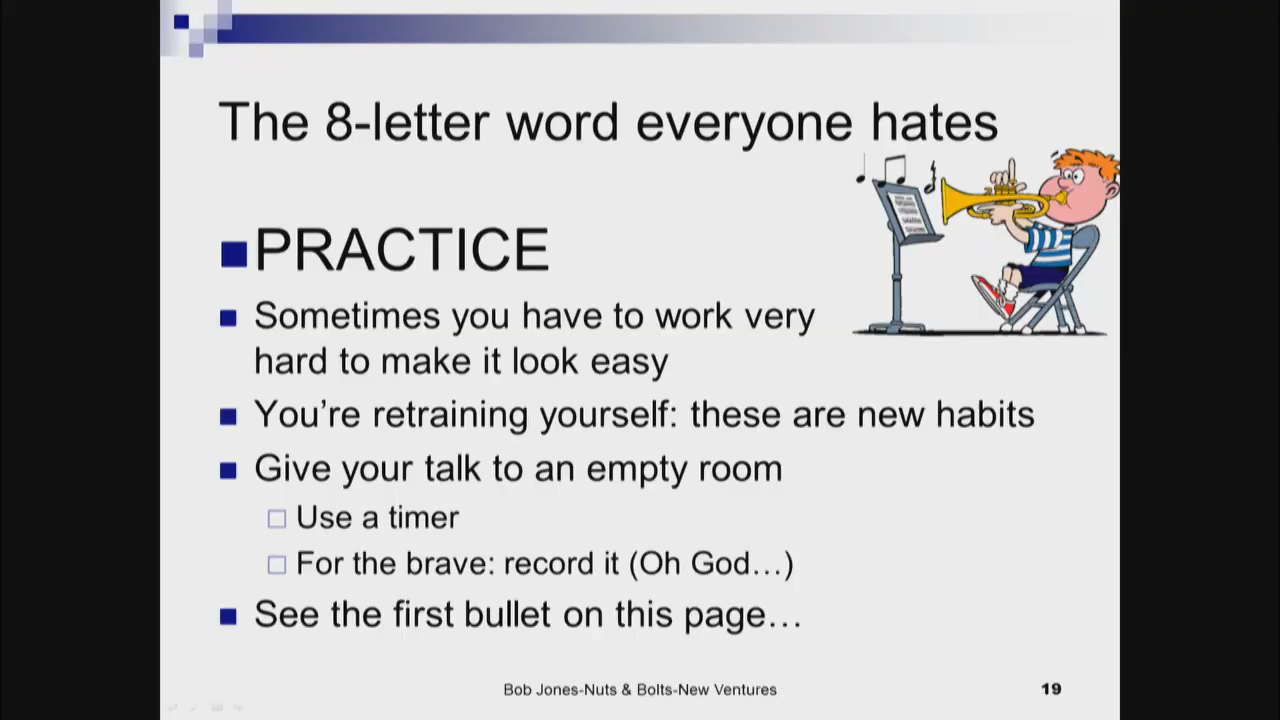 The 8-letter word everyone hates
PRACTICE
Sometimes you have to work very
hard to make it look easy
You're retraining yourself: these are new habits
Give your talk to an empty room
Use a timer
For the brave: record it (Oh God…)
See the first bullet on this page…
Bob Jones-Nuts & Bolts-New Ventures
19